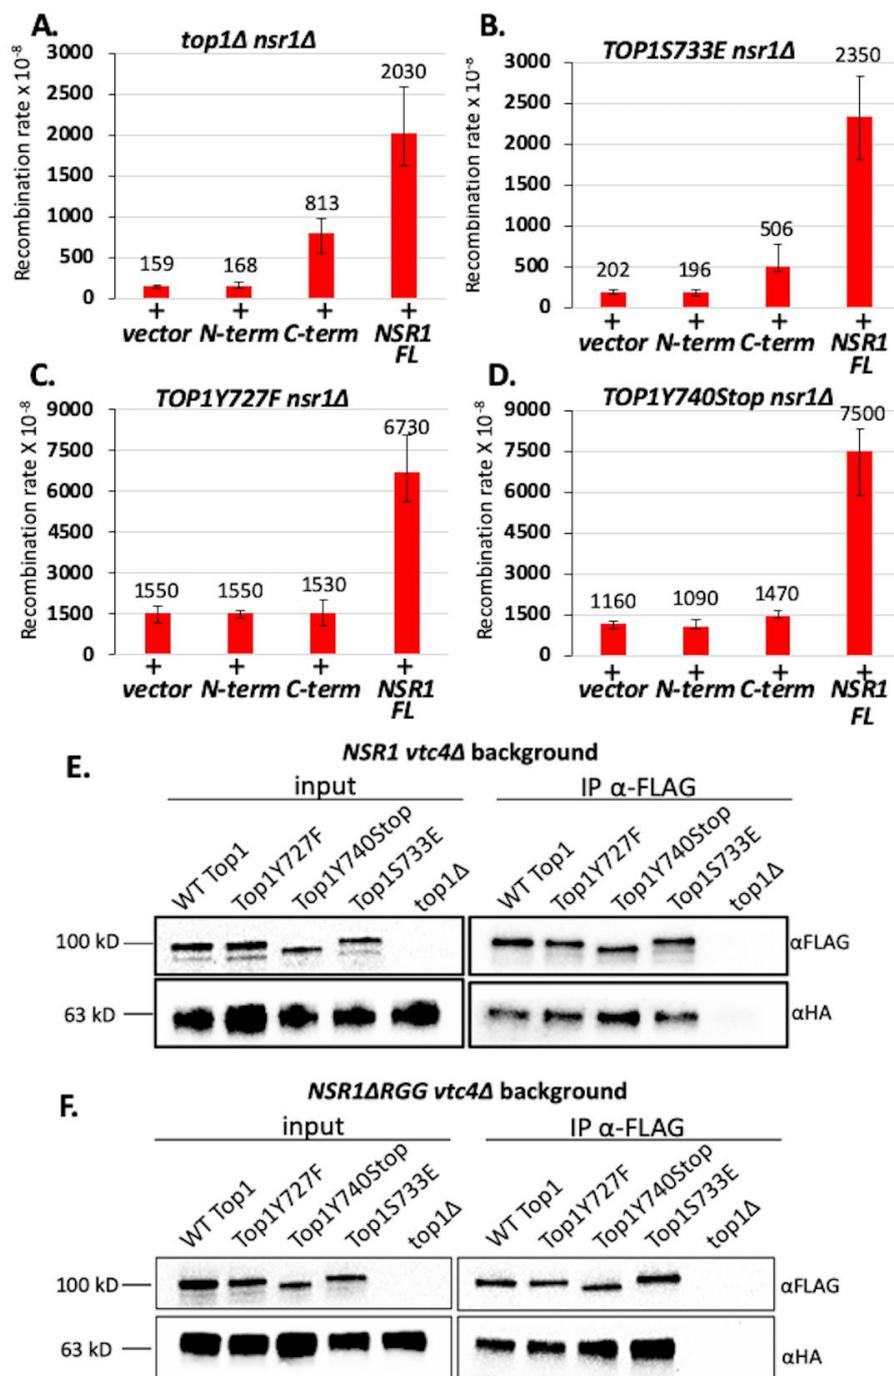 A.
top1Δ nsr1Δ
Recombination rate x 10⁻⁸
3000
2500
2000
1500
1000
500
0
159
168
813
2030
+ + + +
vector N-term C-term NSR1
FL
B.
TOP1S733E nsr1Δ
Recombination rate x 10⁻⁸
3000
2500
2000
1500
1000
500
0
202
196
506
2350
+ + + +
vector N-term C-term NSR1
FL
C.
TOP1Y727F nsr1Δ
Recombination rate X 10⁻⁸
9000
7500
6000
4500
3000
1500
0
1550
1550
1530
6730
+ + + +
vector N-term C-term NSR1
FL
D.
TOP1Y740Stop nsr1Δ
Recombination rate X 10⁻⁸
9000
7500
6000
4500
3000
1500
0
1160
1090
1470
7500
+ + + +
vector N-term C-term NSR1
FL
E.
NSR1 vtc4Δ background
input
IP α-FLAG
WT Top1
Top1Y727F
Top1Y740Stop
Top1S733E
top1Δ
WT Top1
Top1Y727F
Top1Y740Stop
Top1S733E
top1Δ
100 kD
αFLAG
63 kD
αHA
F.
NSR1ΔRGG vtc4Δ background
input
IP α-FLAG
WT Top1
Top1Y727F
Top1Y740Stop
Top1S733E
top1Δ
WT Top1
Top1Y727F
Top1Y740Stop
Top1S733E
top1Δ
100 kD
αFLAG
63 kD
αHA